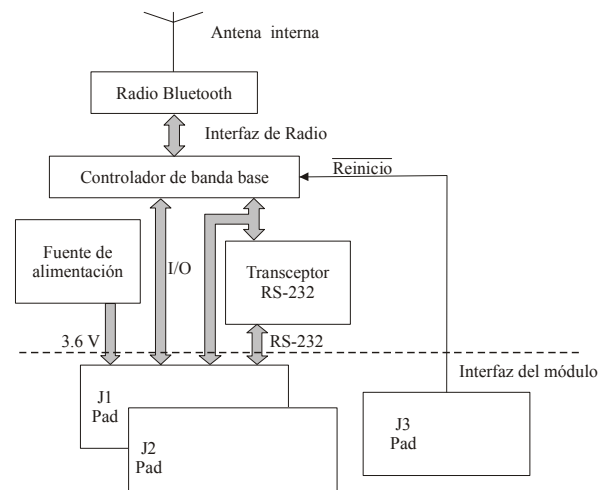 Antena interna
Radio Bluetooth
Interfaz de Radio
Controlador de banda base
Reinicio
Fuente de
alimentación
I/O
Transceptor
RS-232
3.6 V
RS-232
Interfaz del módulo
J1
Pad
J2
Pad
J3
Pad